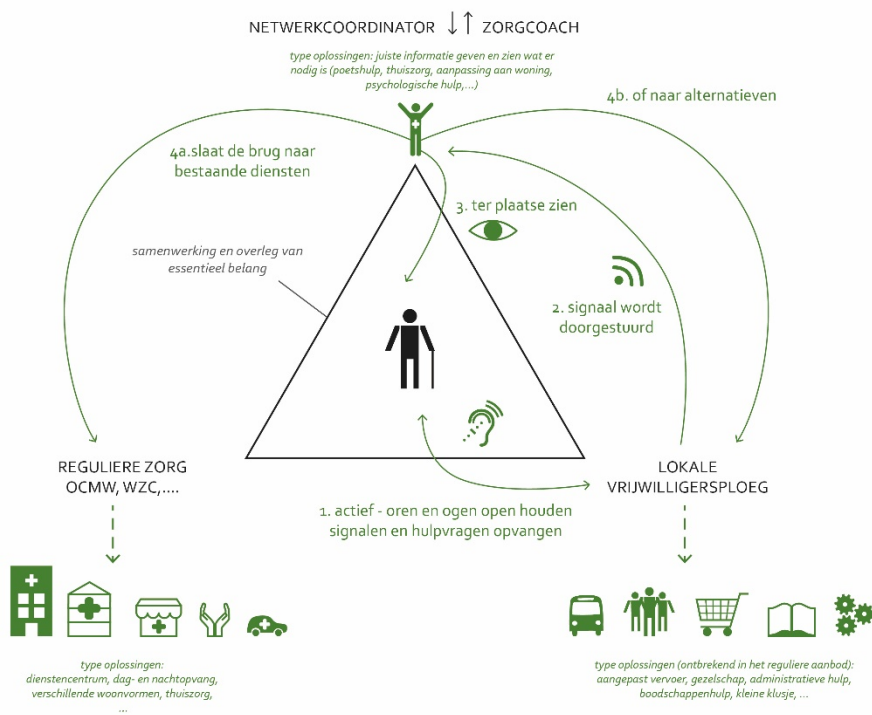 NETWERKCOORDINATOR ↓↑ ZORGCOACH
type oplossingen: juiste informatie geven en zien wat er
nodig is (poetshulp, thuiszorg, aanpassing aan woning,
psychologische hulp,...)
4b. of naar alternatieven
4a.slaat de brug naar
bestaande diensten
3. ter plaatse zien
samenwerking en overleg van
essentieel belang
2. signaal wordt
doorgestuurd
REGULIERE ZORG
OCMW, WZC,....
LOKALE
VRIJWILLIGERSPLOEG
1. actief - oren en ogen open houden
signalen en hulpvragen opvangen
type oplossingen:
dienstencentrum, dag- en nachtopvang,
verschillende woonvormen, thuiszorg,
...
type oplossingen (ontbrekend in het reguliere aanbod):
aangepast vervoer, gezelschap, administratieve hulp,
boodschappenhulp, kleine klusje, ...